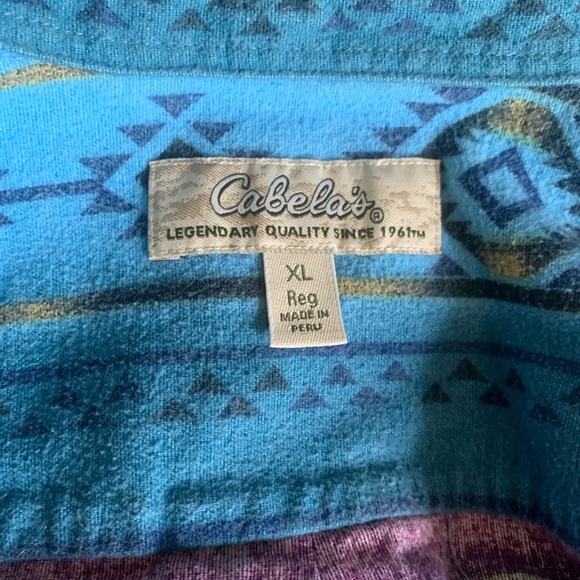 Cabela's®
LEGENDARY QUALITY SINCE 1961™
XL
Reg
MADE IN
PERU